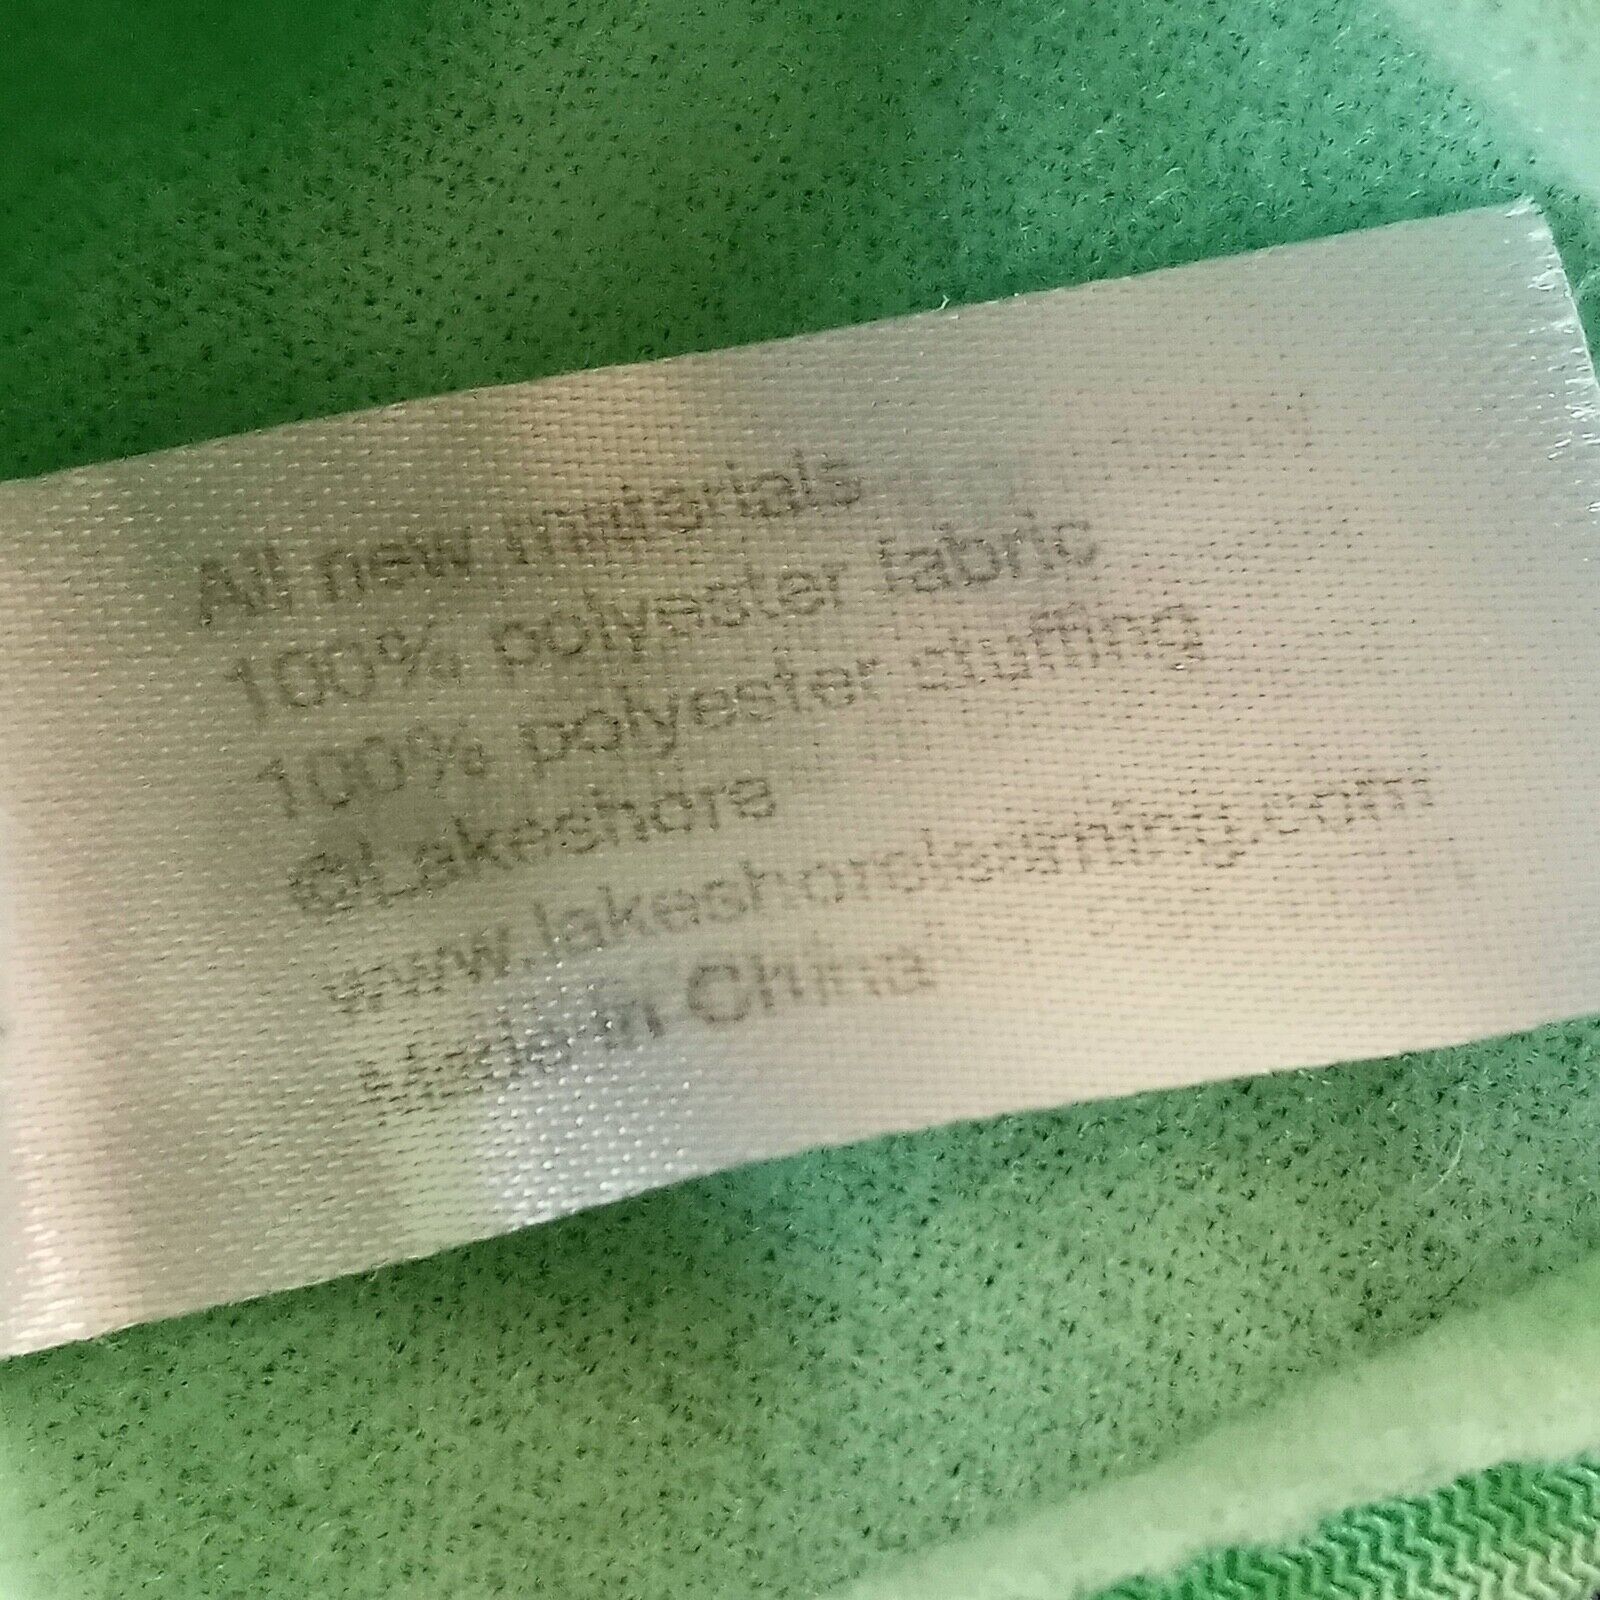 All new materials
100% polyester fabric
100% polyester stuffing
©Lakeshore
www.lakeshorelearning.com
Made in China